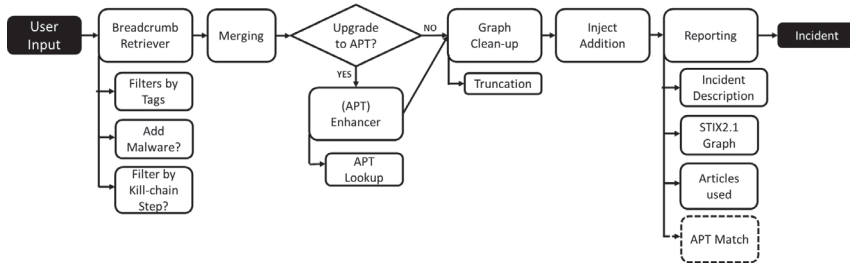 User
Input
Breadcrumb
Retriever
Filters by
Tags
Add
Malware?
Filter by
Kill-chain
Step?
Merging
Upgrade
to APT?
NO
YES
(APT)
Enhancer
APT
Lookup
Graph
Clean-up
Truncation
Inject
Addition
Reporting
Incident
Description
STIX2.1
Graph
Articles
used
APT Match
Incident